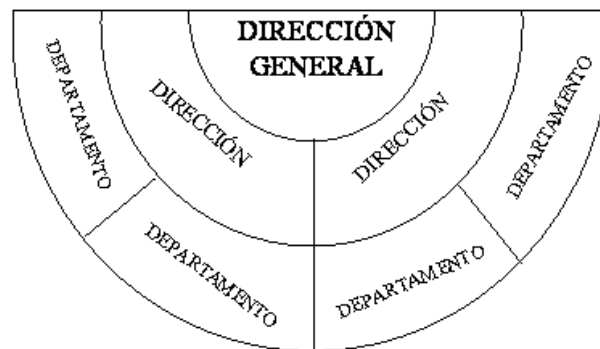 DIRECCIÓN
GENERAL
DIRECCIÓN
DIRECCIÓN
DEPARTAMENTO
DEPARTAMENTO
DEPARTAMENTO
DEPARTAMENTO